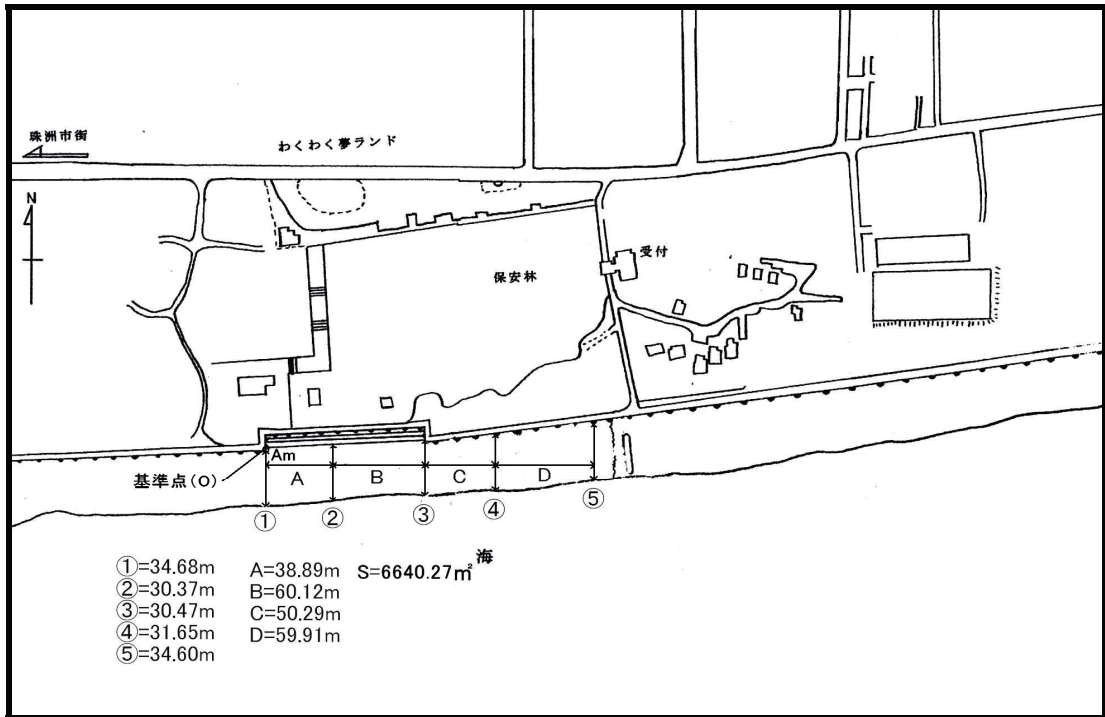 珠洲市街
わくわく夢ランド
N
受付
保安林
Am
基準点(O)
A
B
C
D
①
②
③
④
⑤
海
①=34.68m A=38.89m S=6640.27㎡
②=30.37m B=60.12m
③=30.47m C=50.29m
④=31.65m D=59.91m
⑤=34.60m